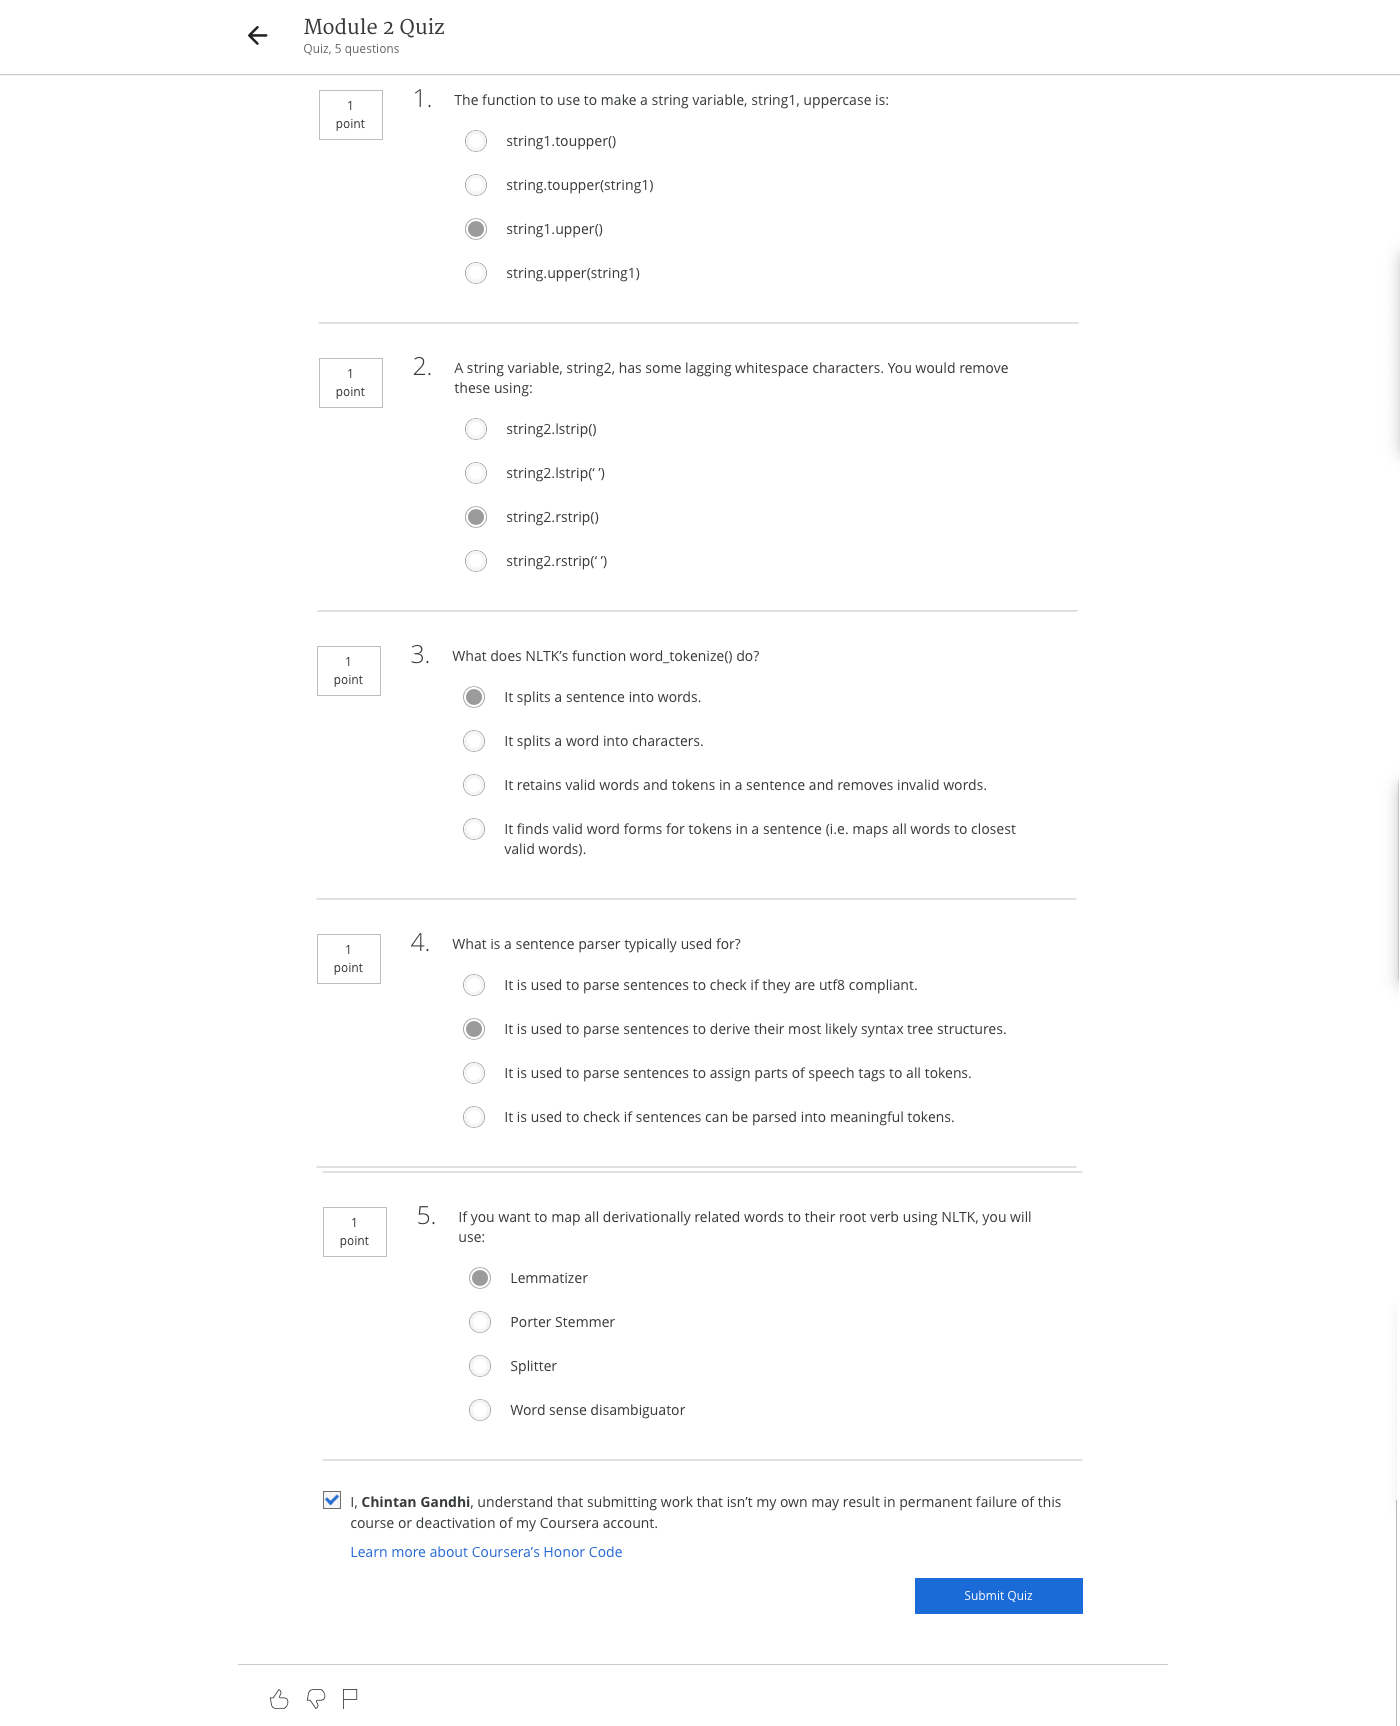 Module 2 Quiz
Quiz, 5 questions
1
point
1.
The function to use to make a string variable, string1, uppercase is:
string1.toupper()
string.toupper(string1)
string1.upper()
string.upper(string1)
1
point
2.
A string variable, string2, has some lagging whitespace characters. You would remove
these using:
string2.lstrip()
string2.lstrip(‘ ’)
string2.rstrip()
string2.rstrip(‘ ’)
1
point
3.
What does NLTK’s function word_tokenize() do?
It splits a sentence into words.
It splits a word into characters.
It retains valid words and tokens in a sentence and removes invalid words.
It finds valid word forms for tokens in a sentence (i.e. maps all words to closest
valid words).
1
point
4.
What is a sentence parser typically used for?
It is used to parse sentences to check if they are utf8 compliant.
It is used to parse sentences to derive their most likely syntax tree structures.
It is used to parse sentences to assign parts of speech tags to all tokens.
It is used to check if sentences can be parsed into meaningful tokens.
1
point
5.
If you want to map all derivationally related words to their root verb using NLTK, you will
use:
Lemmatizer
Porter Stemmer
Splitter
Word sense disambiguator
I, Chintan Gandhi, understand that submitting work that isn’t my own may result in permanent failure of this
course or deactivation of my Coursera account.
Learn more about Coursera’s Honor Code
Submit Quiz